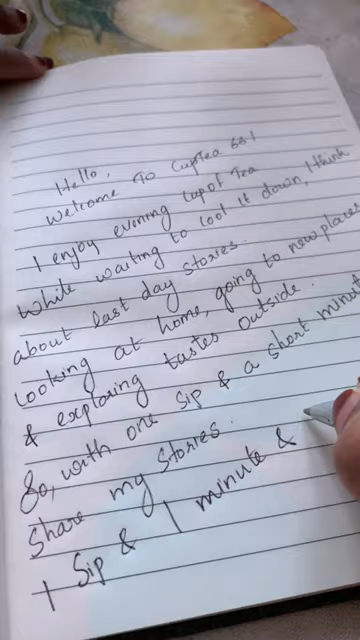 Hello,
Welcome To CupTea 681
I enjoy evening Cup of Tea
while waiting to cool it down, I think
about last day stories.
Looking at home, going to new places
& exploring tastes outside.
So, with one sip & a short minute
Share my stories.
1 Sip & 1 minute &